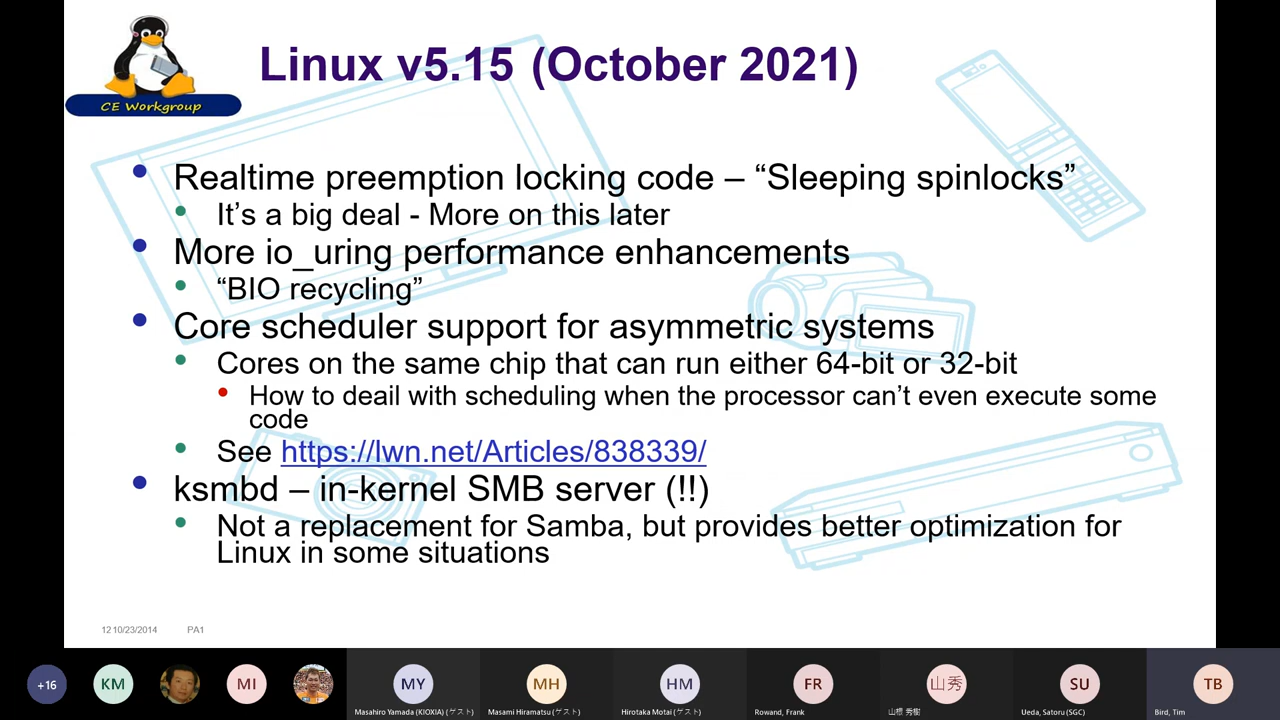 CE Workgroup
Linux v5.15 (October 2021)
Realtime preemption locking code – “Sleeping spinlocks”
It’s a big deal - More on this later
More io_uring performance enhancements
“BIO recycling”
Core scheduler support for asymmetric systems
Cores on the same chip that can run either 64-bit or 32-bit
How to deail with scheduling when the processor can’t even execute some
code
See https://lwn.net/Articles/838339/
ksmbd – in-kernel SMB server (!!)
Not a replacement for Samba, but provides better optimization for
Linux in some situations
12 10/23/2014 PA1
+16 KM MI MY MH HM FR 山秀 SU TB
Masahiro Yamada (KIOXIA) (ゲスト) Masami Hiramatsu (ゲスト) Hirotaka Motai (ゲスト) Rowand, Frank 山根 秀樹 Ueda, Satoru (SGC) Bird, Tim